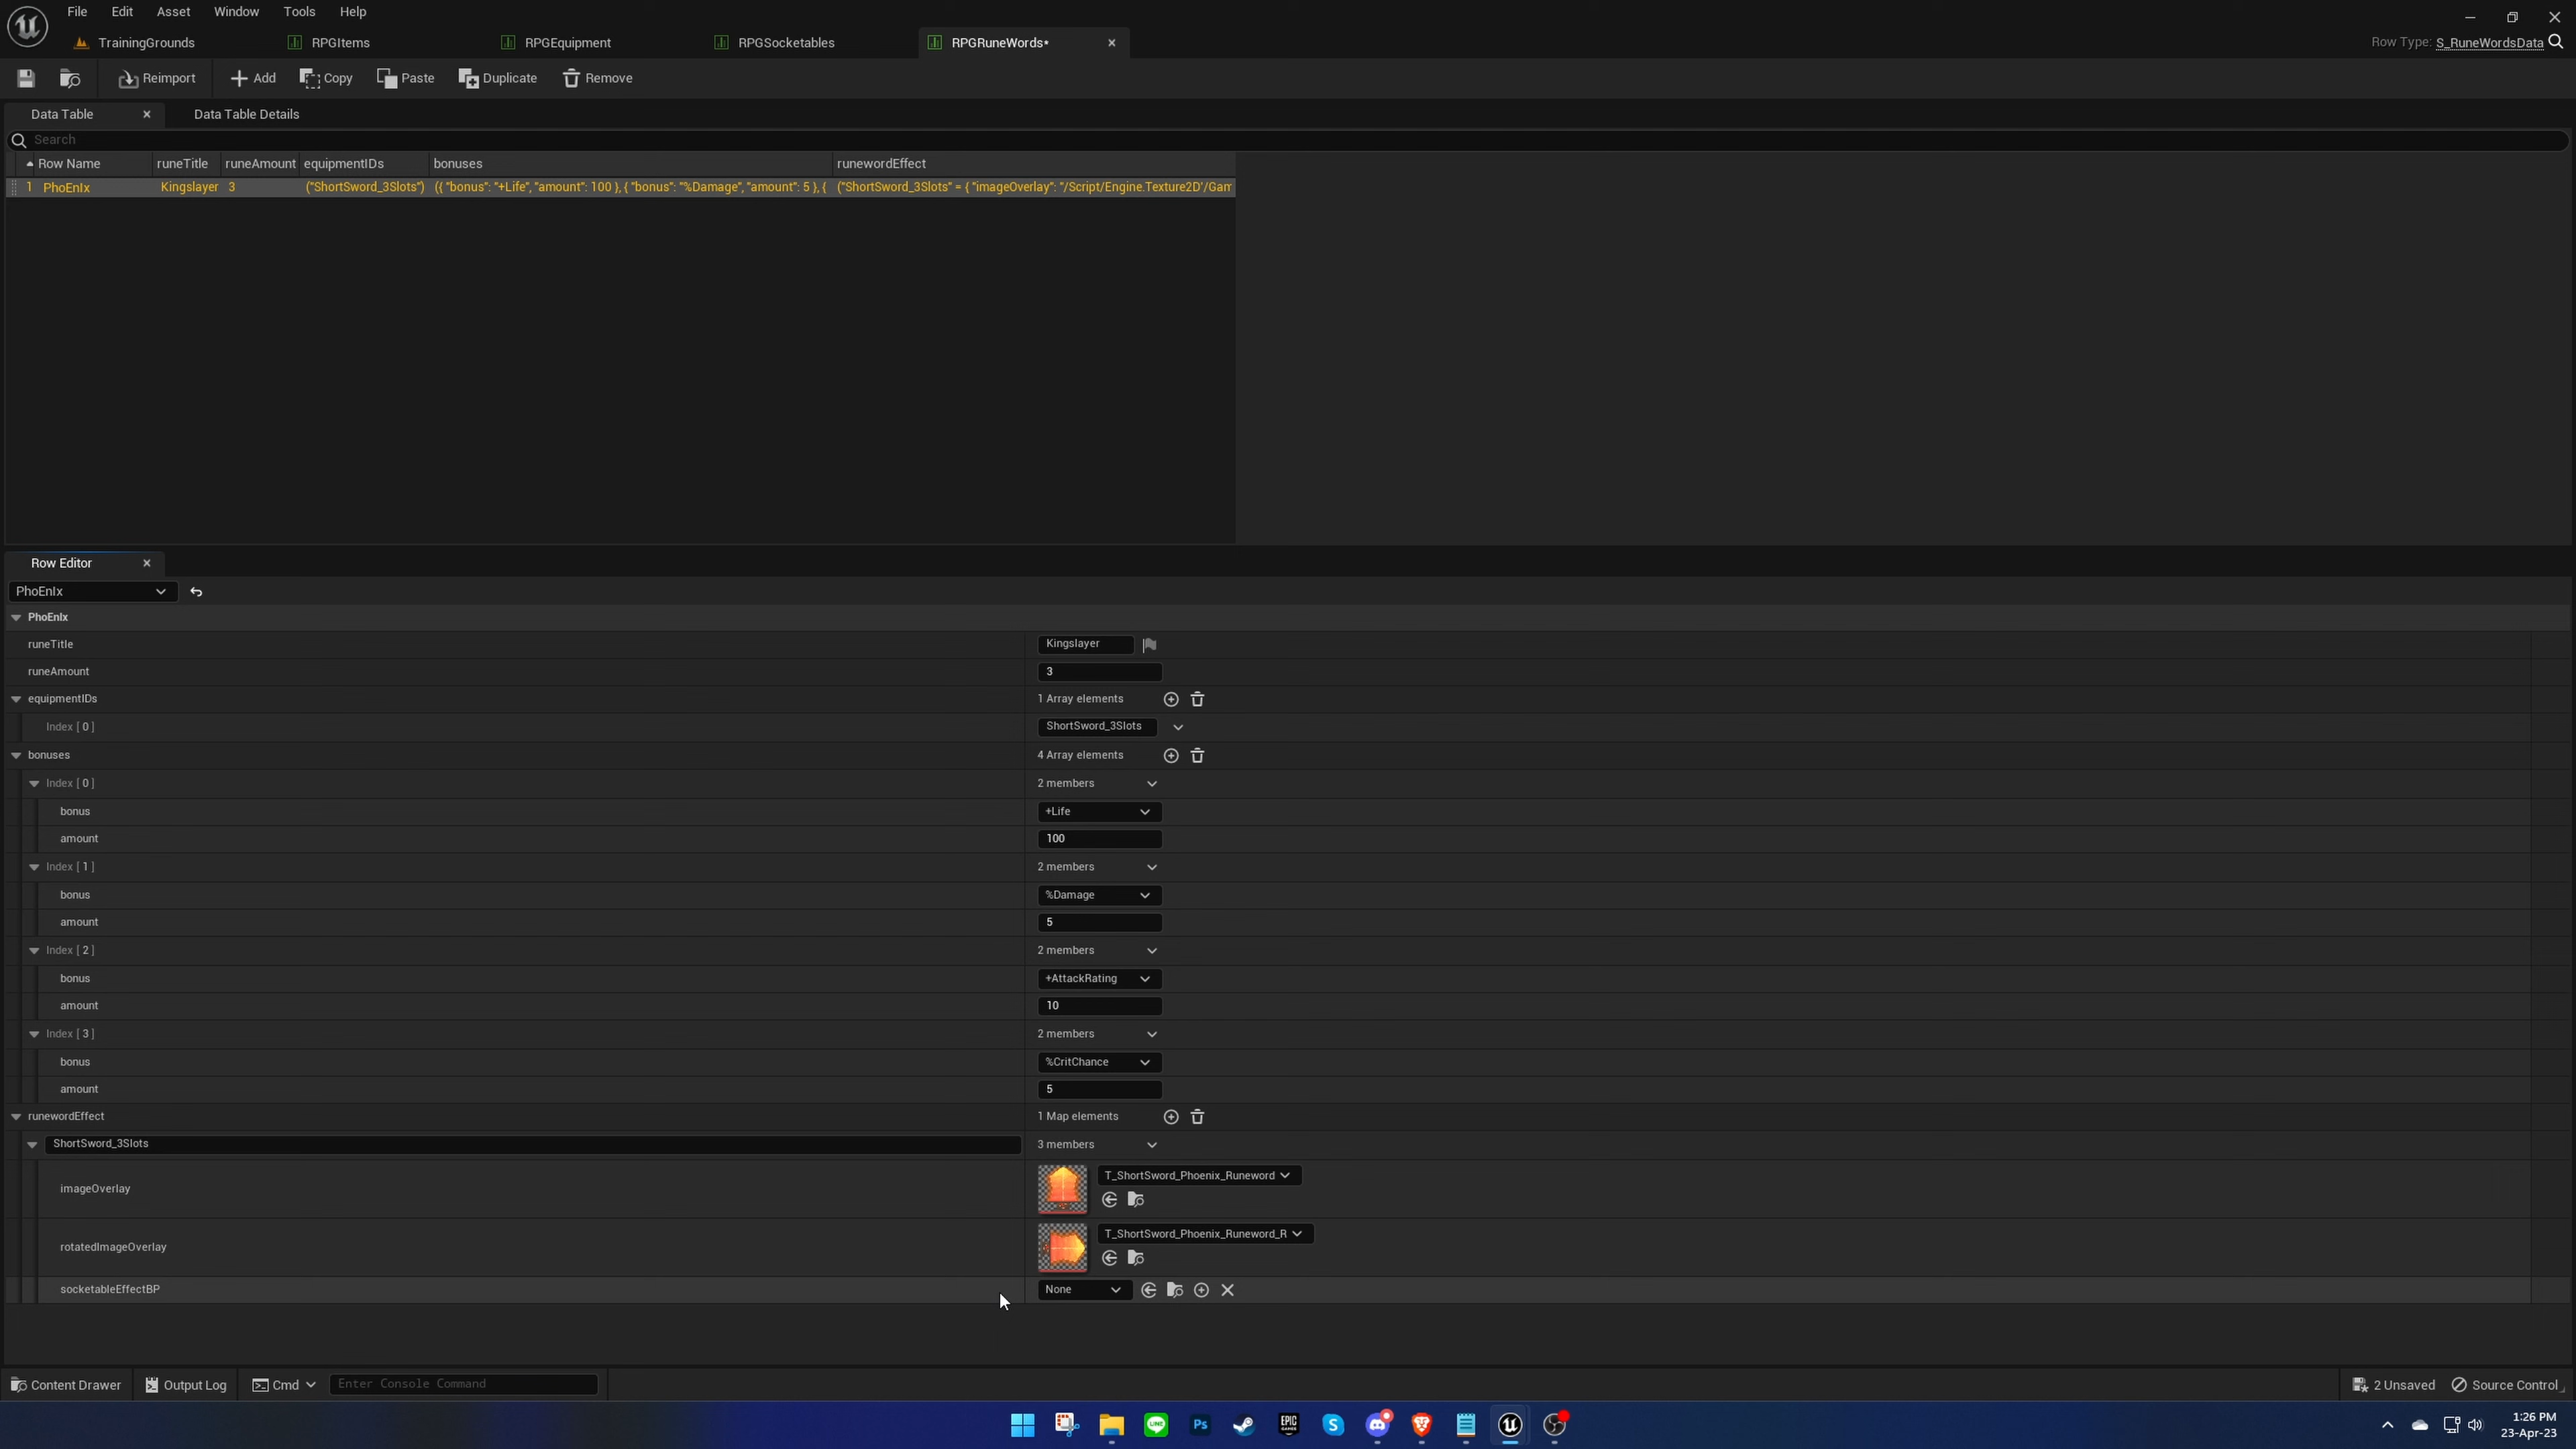 File Edit Asset Window Tools Help
TrainingGrounds RPGItems RPGEquipment RPGSocketables RPGRuneWords* Row Type: S_RuneWordsData
Reimport Add Copy Paste Duplicate Remove
Data Table Data Table Details
Search
Row Name runeTitle runeAmount equipmentIDs bonuses runewordEffect
1 PhoEnIx Kingslayer 3 ("ShortSword_3Slots") ({ "bonus": "+Life", "amount": 100 }, { "bonus": "%Damage", "amount": 5 }, { ("ShortSword_3Slots" = { "imageOverlay": "/Script/Engine.Texture2D'/Gam
Row Editor
PhoEnIx
PhoEnIx
runeTitle Kingslayer
runeAmount 3
equipmentIDs 1 Array elements
Index [ 0 ] ShortSword_3Slots
bonuses 4 Array elements
Index [ 0 ] 2 members
bonus +Life
amount 100
Index [ 1 ] 2 members
bonus %Damage
amount 5
Index [ 2 ] 2 members
bonus +AttackRating
amount 10
Index [ 3 ] 2 members
bonus %CritChance
amount 5
runewordEffect 1 Map elements
ShortSword_3Slots 3 members
imageOverlay T_ShortSword_Phoenix_Runeword
rotatedImageOverlay T_ShortSword_Phoenix_Runeword_R
socketableEffectBP None
Content Drawer Output Log Cmd Enter Console Command 2 Unsaved Source Control
LINE Ps EPIC GAMES S 1:26 PM
23-Apr-23